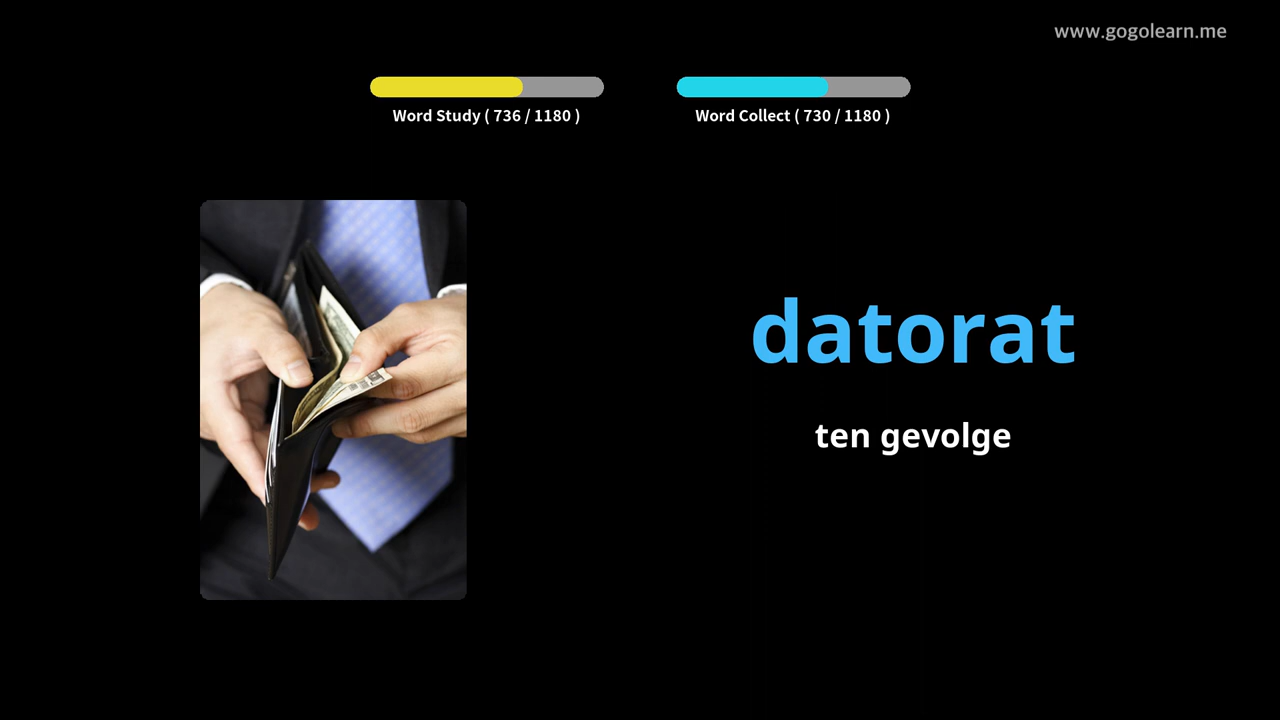 www.gogolearn.me
Word Study ( 736 / 1180 )
Word Collect ( 730 / 1180 )
datorat
ten gevolge